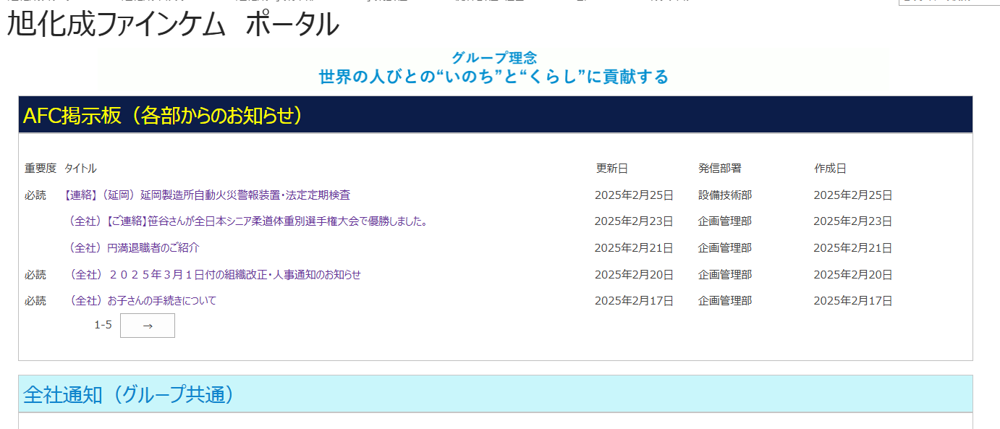 旭化成ファインケム　ポータル
グループ理念
世界の人びとの“いのち”と“くらし”に貢献する
AFC掲示板（各部からのお知らせ）
重要度 タイトル 更新日 発信部署 作成日
必読 【連絡】（延岡）延岡製造所自動火災警報装置・法定定期検査 2025年2月25日 設備技術部 2025年2月25日
（全社）【ご連絡】笹谷さんが全日本シニア柔道体重別選手権大会で優勝しました。 2025年2月23日 企画管理部 2025年2月23日
（全社）円満退職者のご紹介 2025年2月21日 企画管理部 2025年2月21日
必読 （全社）２０２５年３月１日付の組織改正・人事通知のお知らせ 2025年2月20日 企画管理部 2025年2月20日
必読 （全社）お子さんの手続きについて 2025年2月17日 企画管理部 2025年2月17日
1-5 →
全社通知（グループ共通）